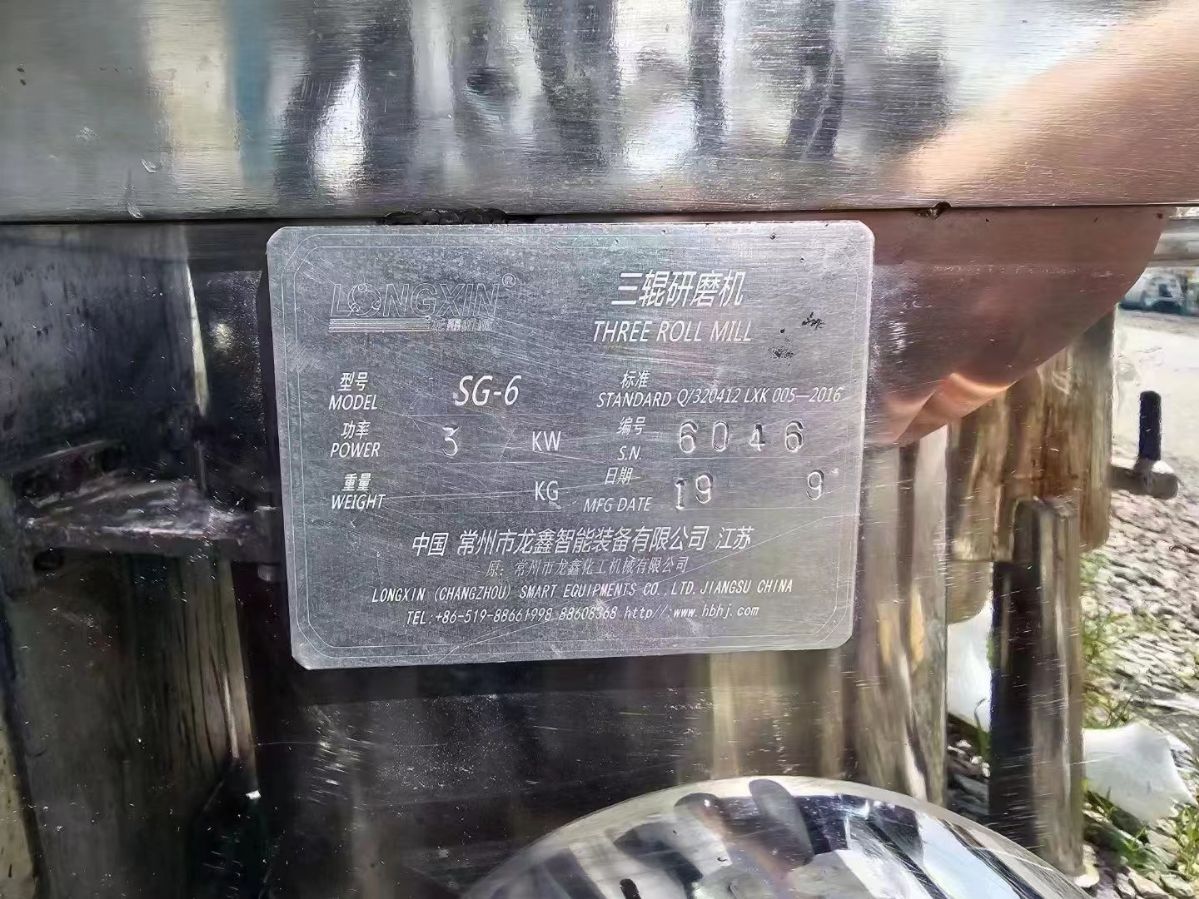 LONGXIN®
三辊研磨机
THREE ROLL MILL
型号 SG-6 标准
MODEL STANDARD Q/320412 LXK 005—2016
功率 3 KW 编号 6046
POWER S.N.
重量 KG 日期 19 9
WEIGHT MFG DATE
中国 常州市龙鑫智能装备有限公司 江苏
原：常州市龙鑫化工机械有限公司
LONGXIN (CHANGZHOU) SMART EQUIPMENTS CO., LTD. JIANGSU CHINA
TEL:+86-519-88661998 88608368 http//:www.hbhj.com